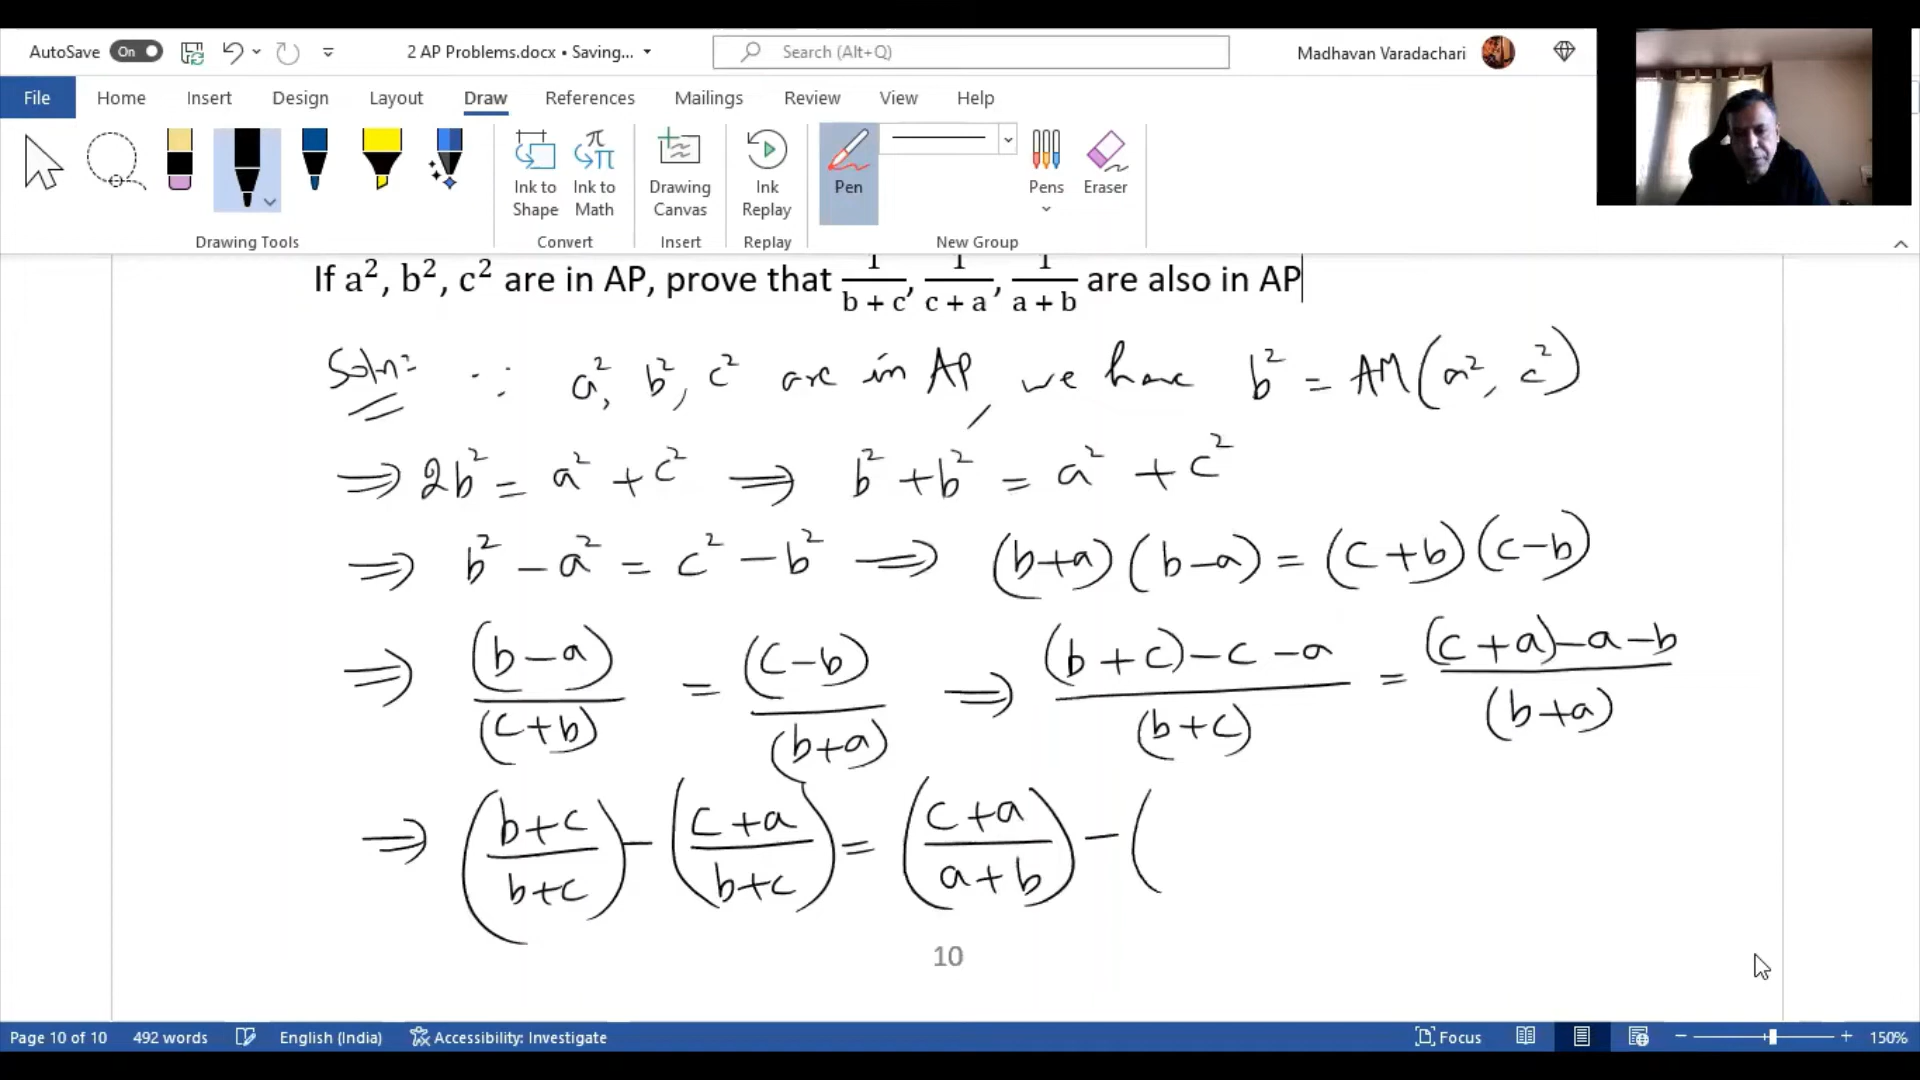 AutoSave On 2 AP Problems.docx • Saving... Search (Alt+Q) Madhavan Varadachari
File Home Insert Design Layout Draw References Mailings Review View Help
Ink to Shape Ink to Math Drawing Canvas Ink Replay Pen Pens Eraser
Drawing Tools Convert Insert Replay New Group
If a², b², c² are in AP, prove that 1/(b + c), 1/(c + a), 1/(a + b) are also in AP
Soln: ∵ a², b², c² are in AP, we have b² = AM(a², c²)
⇒ 2b² = a² + c² ⇒ b² + b² = a² + c²
⇒ b² − a² = c² − b² ⇒ (b+a)(b−a) = (c+b)(c−b)
⇒ (b−a)/(c+b) = (c−b)/(b+a) ⇒ ((b+c)−c−a)/(b+c) = ((c+a)−a−b)/(b+a)
⇒ ((b+c)/(b+c)) − ((c+a)/(b+c)) = ((c+a)/(a+b)) − (
10
Page 10 of 10 492 words English (India) Accessibility: Investigate Focus − + 150%